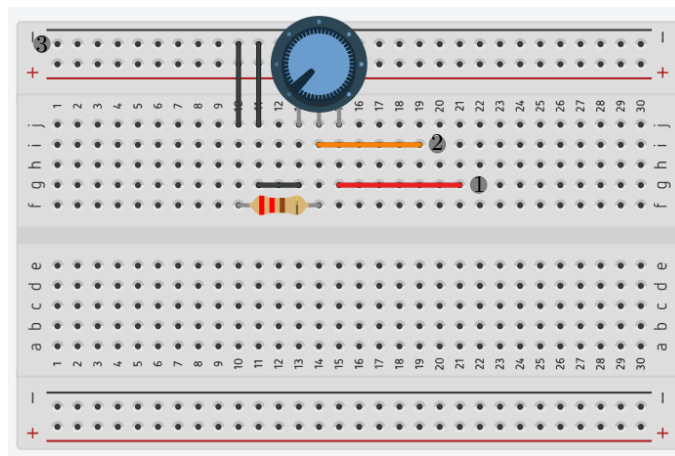 − 3 −
+ +
1 2 3 4 5 6 7 8 9 10 11 12 16 17 18 19 20 21 22 23 24 25 26 27 28 29 30
j j
i 2 i
h h
g 1 g
f f
e e
d d
c c
b b
a a
1 2 3 4 5 6 7 8 9 10 11 12 13 14 15 16 17 18 19 20 21 22 23 24 25 26 27 28 29 30
− −
+ +